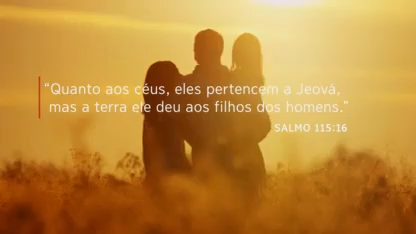 "Quanto aos céus, eles pertencem a Jeová,
mas a terra ele deu aos filhos dos homens."
SALMO 115:16